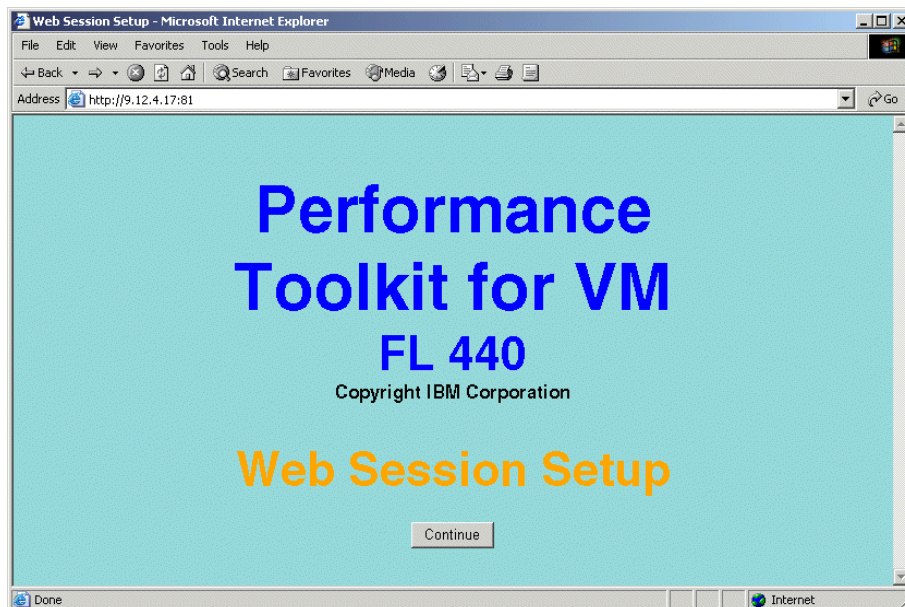 Web Session Setup - Microsoft Internet Explorer
File Edit View Favorites Tools Help
Back Search Favorites Media
Address http://9.12.4.17:81 Go
Performance
Toolkit for VM
FL 440
Copyright IBM Corporation
Web Session Setup
Continue
Done Internet